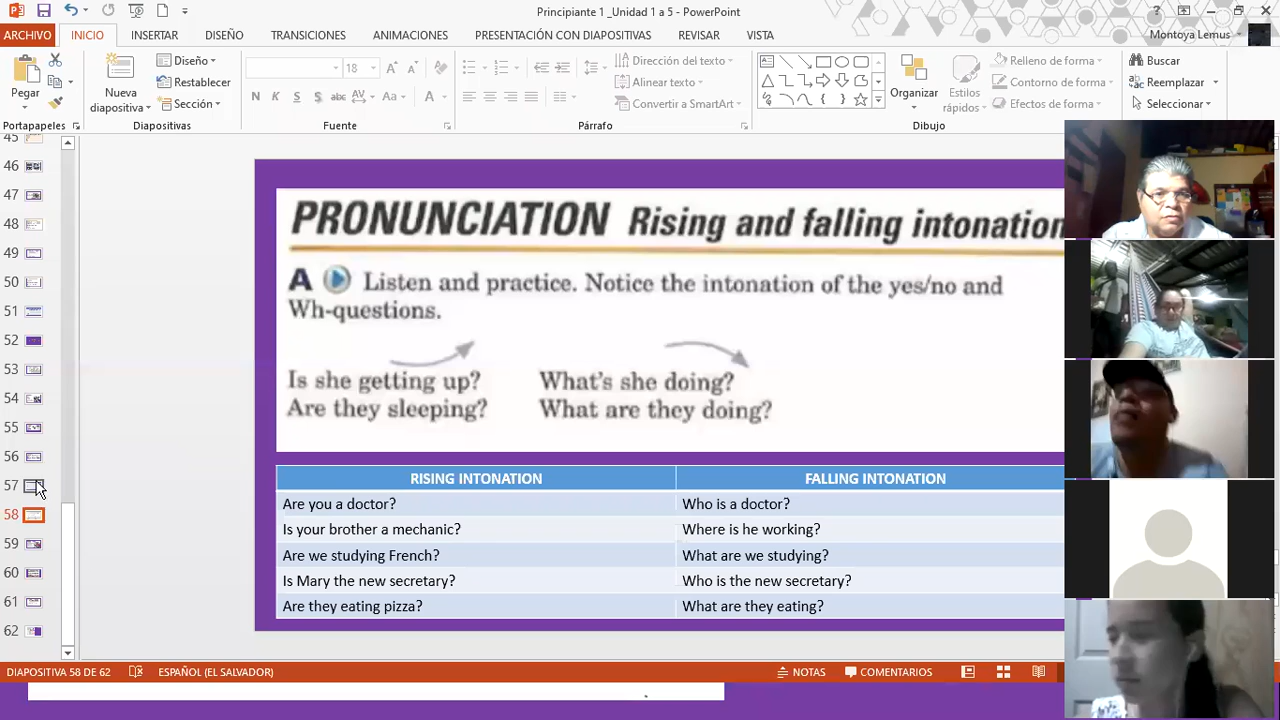 Principiante 1 _Unidad 1 a 5 - PowerPoint
ARCHIVO INICIO INSERTAR DISEÑO TRANSICIONES ANIMACIONES PRESENTACIÓN CON DIAPOSITIVAS REVISAR VISTA Montoya Lemus
Pegar
Nueva diapositiva
Diseño
Restablecer
Sección
18
N K S S abc AV Aa A
Dirección del texto
Alinear texto
Convertir a SmartArt
Organizar
Estilos rápidos
Relleno de forma
Contorno de forma
Efectos de forma
Buscar
Reemplazar
Seleccionar
Portapapeles Diapositivas Fuente Párrafo Dibujo
45
46
47
48
49
50
51
52
53
54
55
56
57
58
59
60
61
62
PRONUNCIATION Rising and falling intonation
A Listen and practice. Notice the intonation of the yes/no and
Wh-questions.
Is she getting up? What's she doing?
Are they sleeping? What are they doing?
RISING INTONATION FALLING INTONATION
Are you a doctor? Who is a doctor?
Is your brother a mechanic? Where is he working?
Are we studying French? What are we studying?
Is Mary the new secretary? Who is the new secretary?
Are they eating pizza? What are they eating?
DIAPOSITIVA 58 DE 62 ESPAÑOL (EL SALVADOR) NOTAS COMENTARIOS